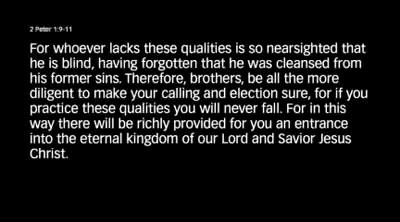 2 Peter 1:9-11
For whoever lacks these qualities is so nearsighted that
he is blind, having forgotten that he was cleansed from
his former sins. Therefore, brothers, be all the more
diligent to make your calling and election sure, for if you
practice these qualities you will never fall. For in this
way there will be richly provided for you an entrance
into the eternal kingdom of our Lord and Savior Jesus
Christ.